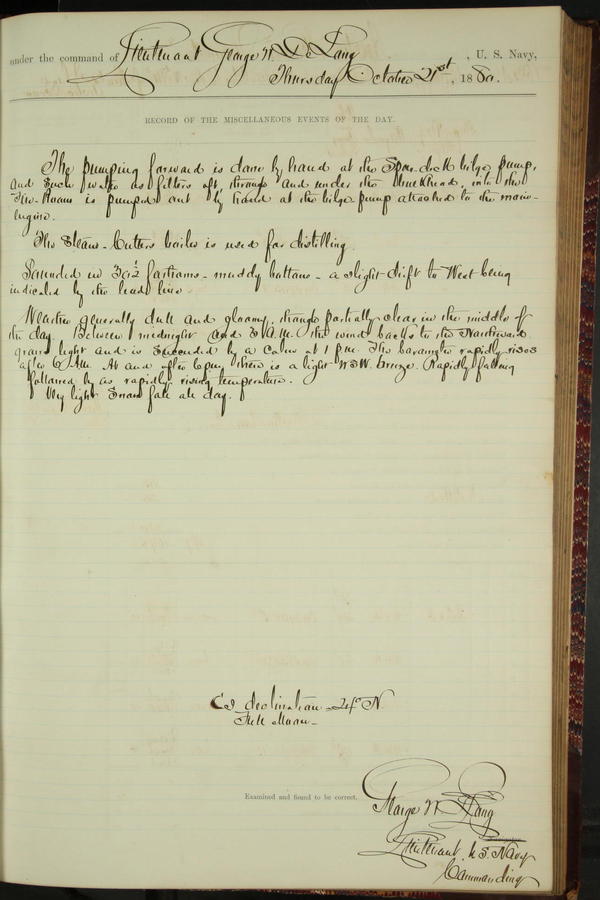 under the command of Lieutenant George W. De Long, U. S. Navy,
Thursday October 21st, 1880.
RECORD OF THE MISCELLANEOUS EVENTS OF THE DAY.
The pumping forward is done by hand at the Spar-deck bilge pump,
and such water as filters aft through and under the bulkhead, into the
Fire-Room is pumped out by hand at the bilge pump attached to the main-
engine.
The Steam-Cutters boiler is used for distilling.
Sounded in 30½ fathoms - muddy bottom - a slight drift to West being
indicated by the lead line
Weather generally dull and gloomy, though partially clear in the middle of
the day. Between midnight and 3 A.M. the wind backs to the Northward
grows light and is succeeded by a calm at 1 p.m. The barometer rapidly rises
after 6 AM. At and after 6 pm there is a light NSW breeze. Rapidly falling
followed by as rapidly rising temperature.
Very light snow fall all day.
declination 24° N
Full Moon -
Examined and found to be correct.
George W. De Long
Lieutenant U.S. Navy
Commanding